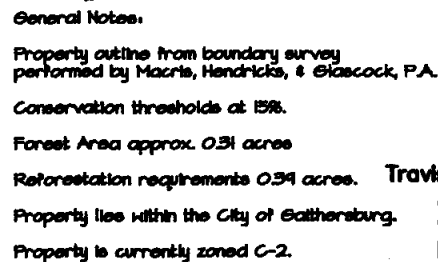 General Notes:
Property outline from boundary survey
performed by Macris, Hendricks, & Glascock, P.A.
Conservation thresholds at 15%.
Forest Area approx. 0.31 acres
Reforestation requirements 0.39 acres.
Travis
Property lies within the City of Gaithersburg.
Property is currently zoned C-2.